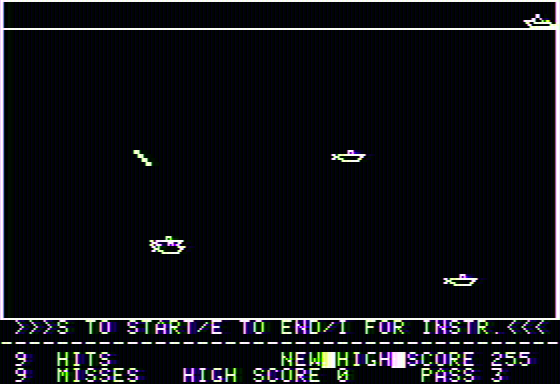 >>>S TO START/E TO END/I FOR INSTR.<<<
9 HITS NEW HIGH SCORE 255
9 MISSES HIGH SCORE 0 PASS 3